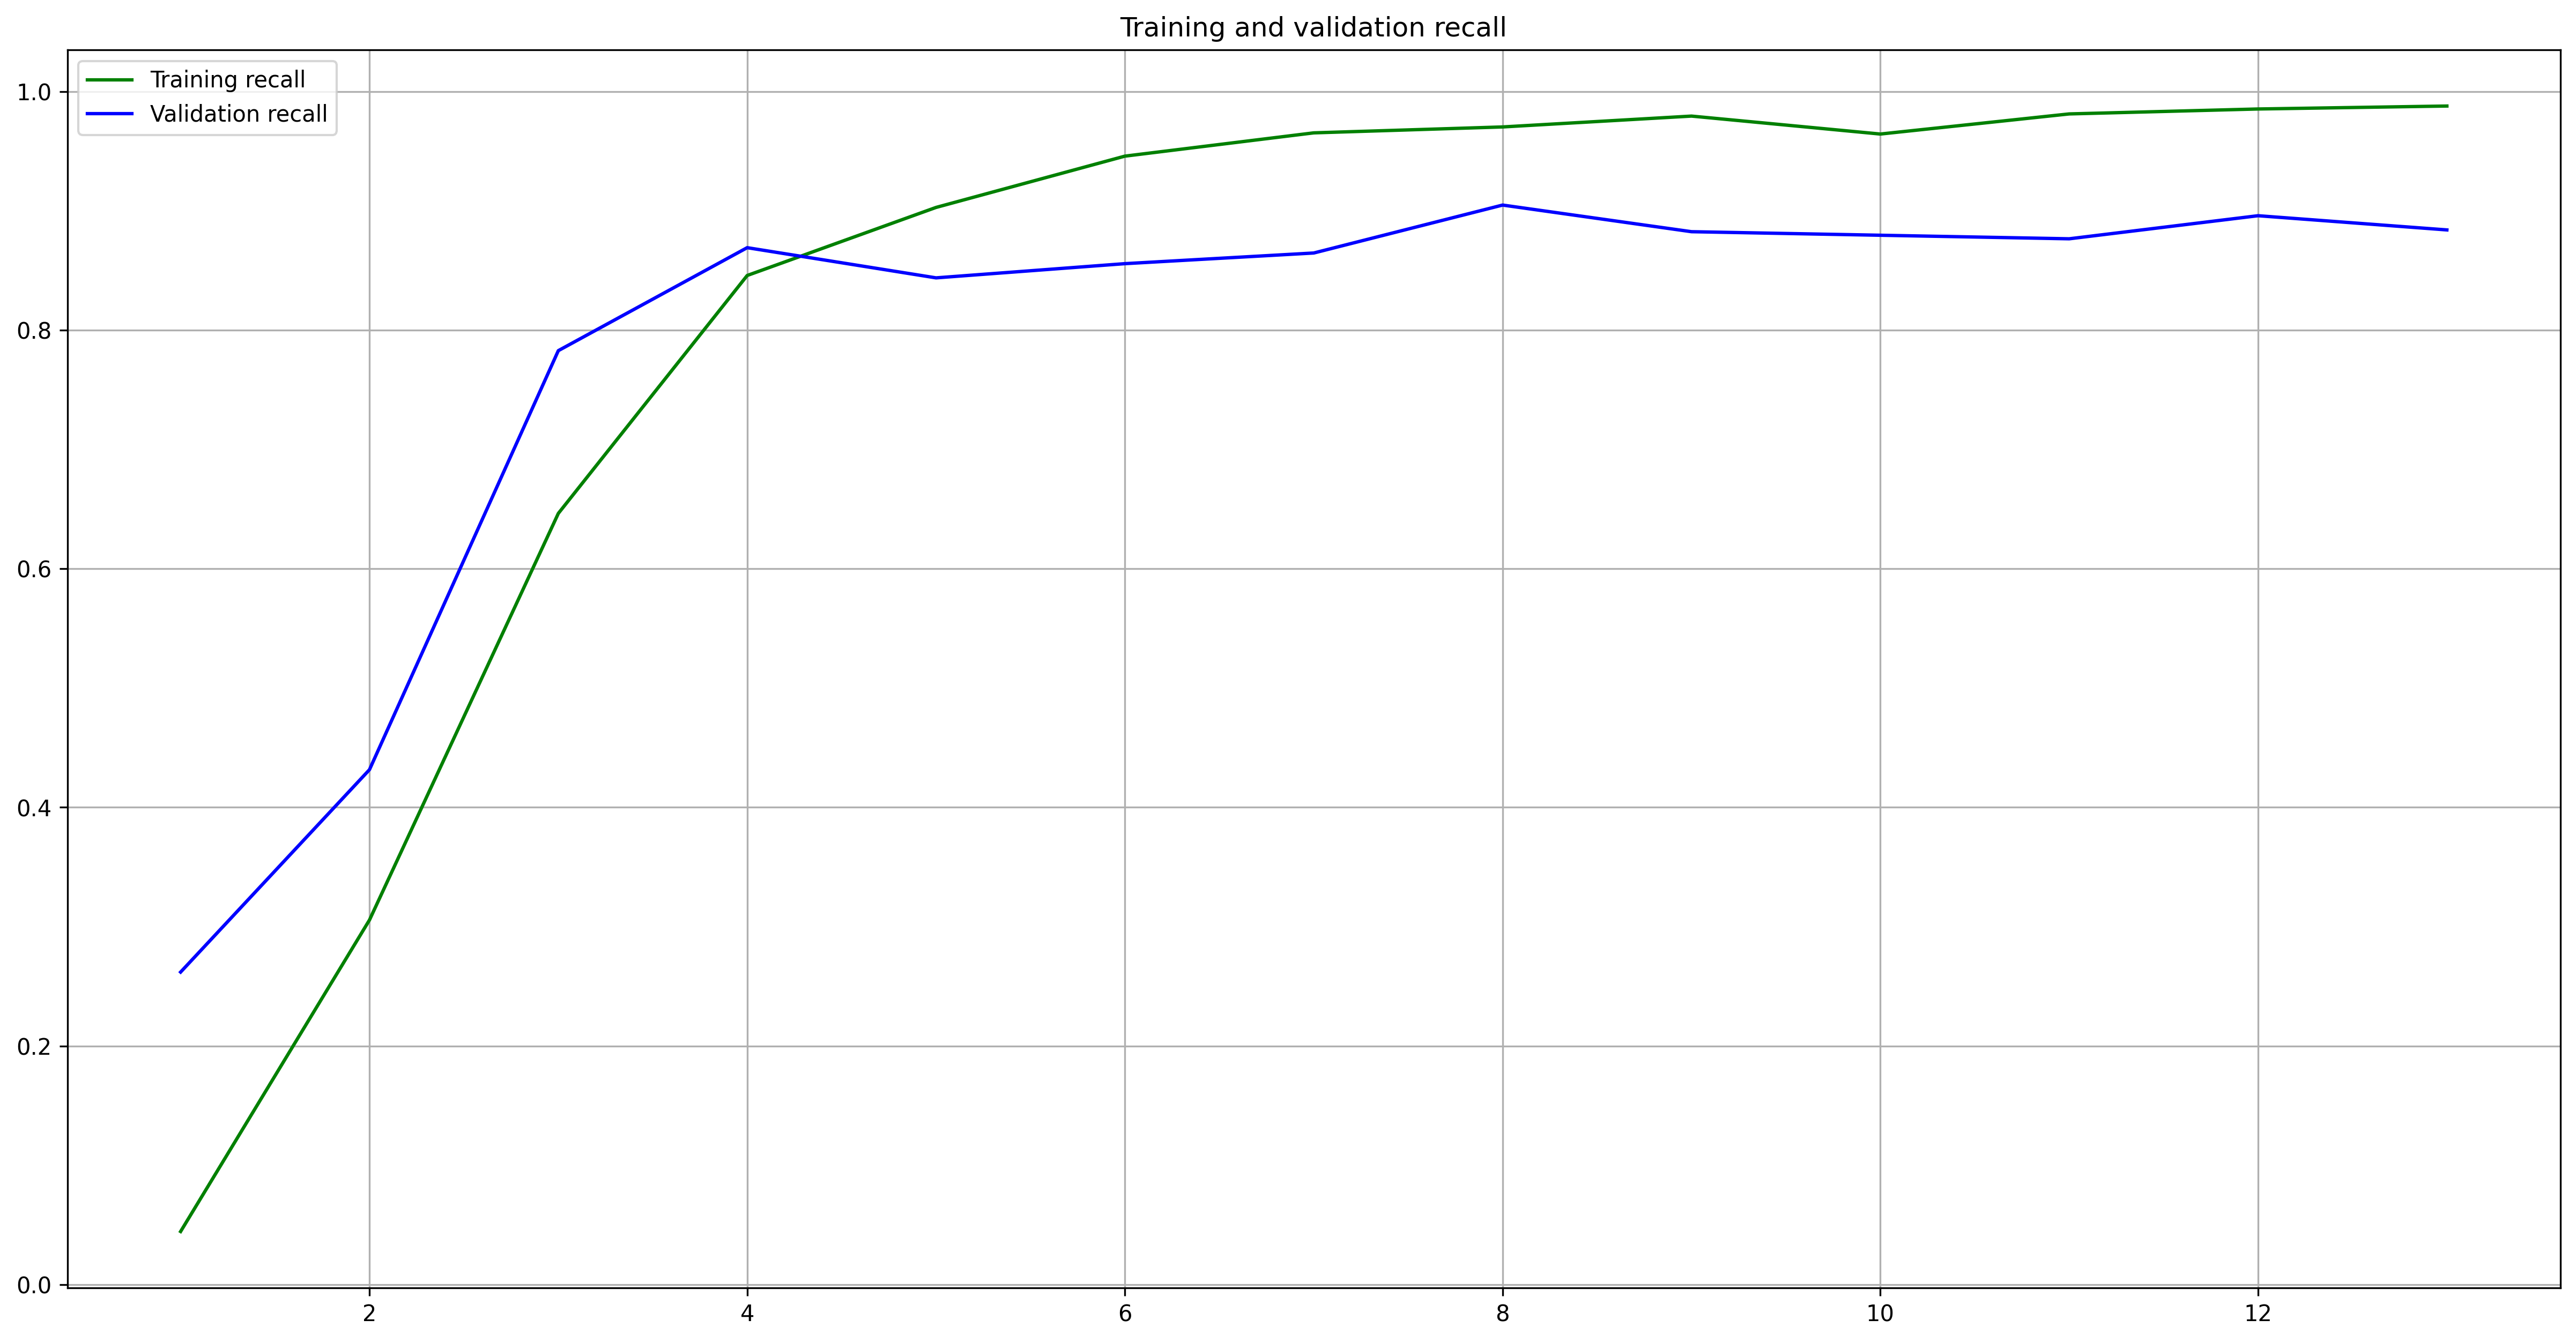 Training and validation recall
Training recall
Validation recall
1.0
0.8
0.6
0.4
0.2
0.0
2 4 6 8 10 12